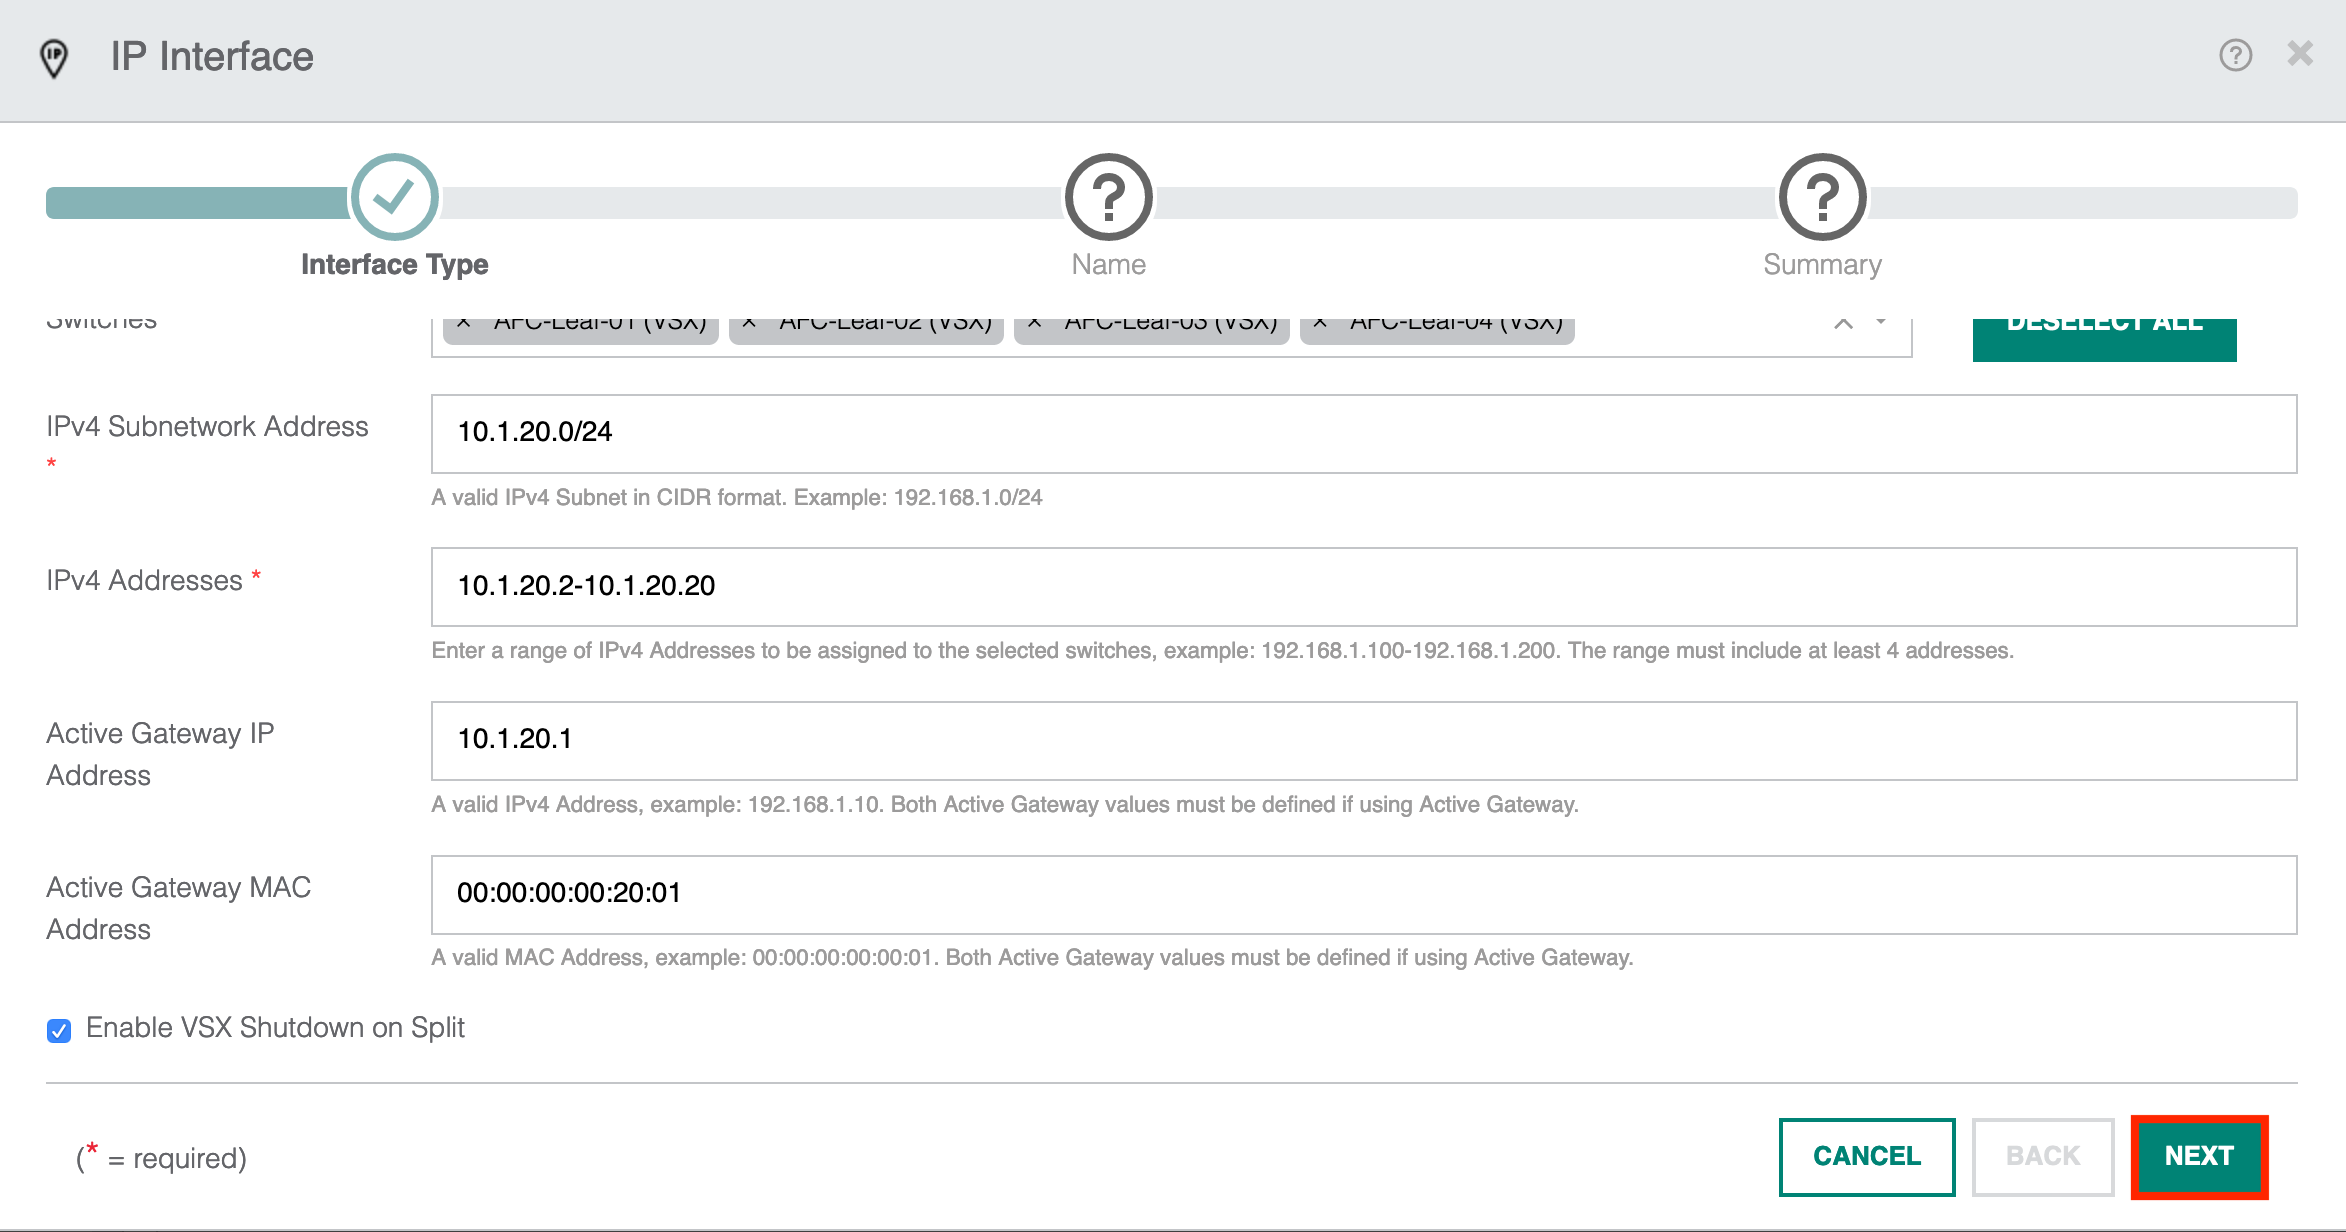 IP Interface
Interface Type
Name
Summary
Switches
AFC-Leaf-01 (VSX)
AFC-Leaf-02 (VSX)
AFC-Leaf-03 (VSX)
AFC-Leaf-04 (VSX)
DESELECT ALL
IPv4 Subnetwork Address
*
10.1.20.0/24
A valid IPv4 Subnet in CIDR format. Example: 192.168.1.0/24
IPv4 Addresses *
10.1.20.2-10.1.20.20
Enter a range of IPv4 Addresses to be assigned to the selected switches, example: 192.168.1.100-192.168.1.200. The range must include at least 4 addresses.
Active Gateway IP
Address
10.1.20.1
A valid IPv4 Address, example: 192.168.1.10. Both Active Gateway values must be defined if using Active Gateway.
Active Gateway MAC
Address
00:00:00:00:20:01
A valid MAC Address, example: 00:00:00:00:00:01. Both Active Gateway values must be defined if using Active Gateway.
Enable VSX Shutdown on Split
(* = required)
CANCEL
BACK
NEXT